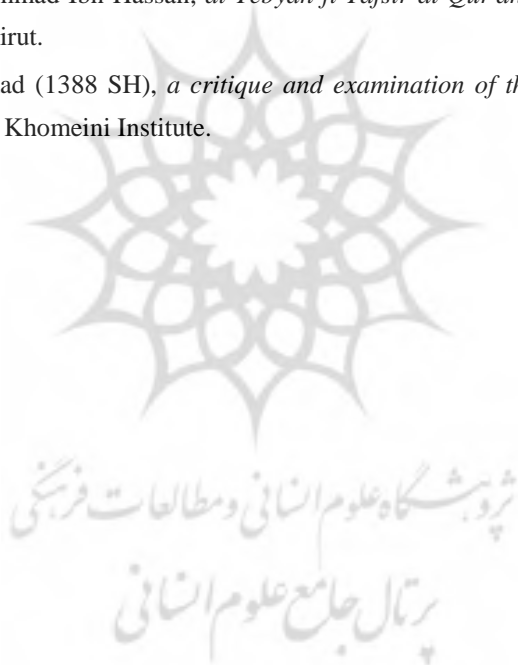 mmad Ibn Hassan, at-Tebyan fi Tafsir al-Qur'an
irut.
ad (1388 SH), a critique and examination of th
Khomeini Institute.
پژوهشگاه علوم انسانی و مطالعات فرهنگی
پرتال جامع علوم انسانی